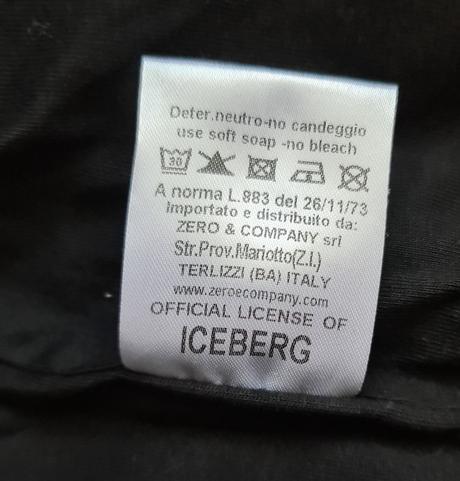 Deter.neutro-no candeggio
use soft soap -no bleach
30
A norma L.883 del 26/11/73
Importato e distribuito da:
ZERO & COMPANY srl
Str.Prov.Mariotto(Z.I.)
TERLIZZI (BA) ITALY
www.zeroecompany.com
OFFICIAL LICENSE OF
ICEBERG